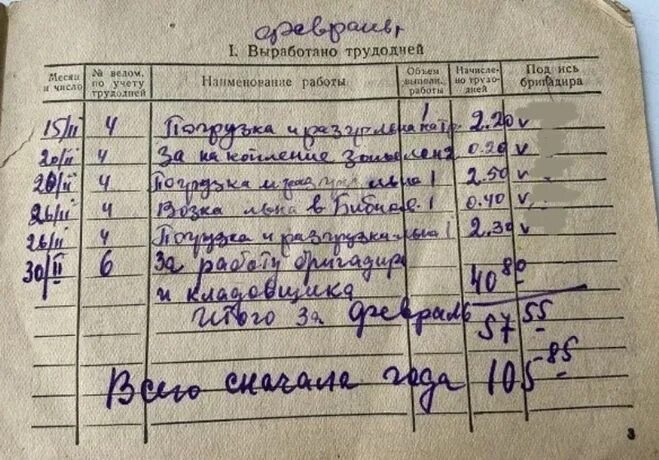 февраль
I. Выработано трудодней
Месяц и число № ведом. по учету трудодней Наименование работы Объем выполн. работы Начислено трудодней Подпись бригадира
15/II 4 Погрузка и разгр. льна 1 2.20 v
20/II 4 За накопление 0.20 v
20/II 4 Погрузка и льна 1 2.50 v
26/II 4 Возка льна в 1 0.40 v
26/II 4 Погрузка и разгрузка льна 1 2.30 v
30/II 6 За работу бригадира
и кладовщика 40 80
Итого за февраль 57 55
Всего сначала года 105-85
3